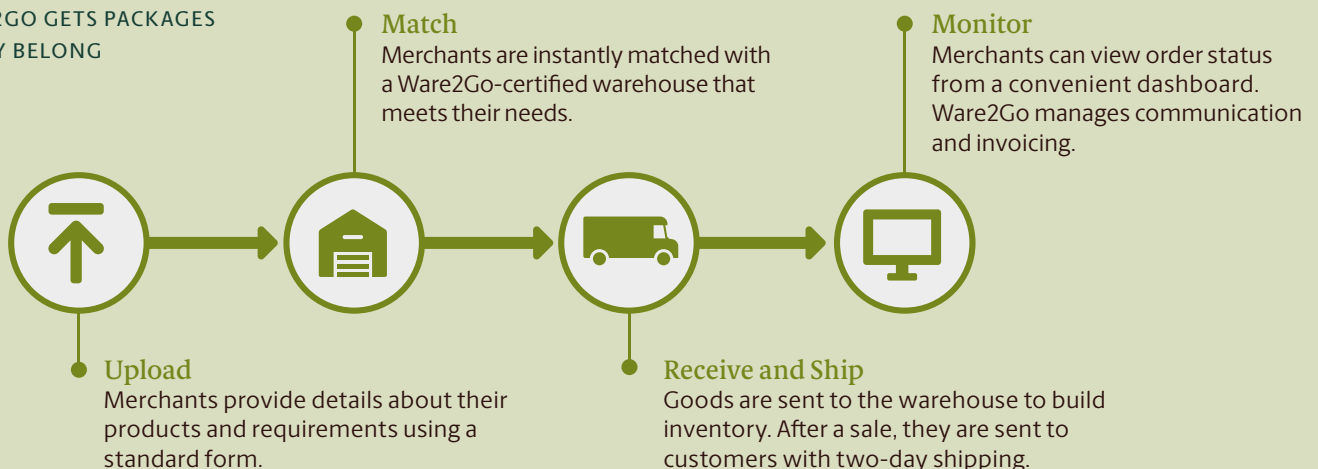 2GO GETS PACKAGES
Y BELONG
Match
Merchants are instantly matched with
a Ware2Go-certified warehouse that
meets their needs.
Monitor
Merchants can view order status
from a convenient dashboard.
Ware2Go manages communication
and invoicing.
Upload
Merchants provide details about their
products and requirements using a
standard form.
Receive and Ship
Goods are sent to the warehouse to build
inventory. After a sale, they are sent to
customers with two-day shipping.